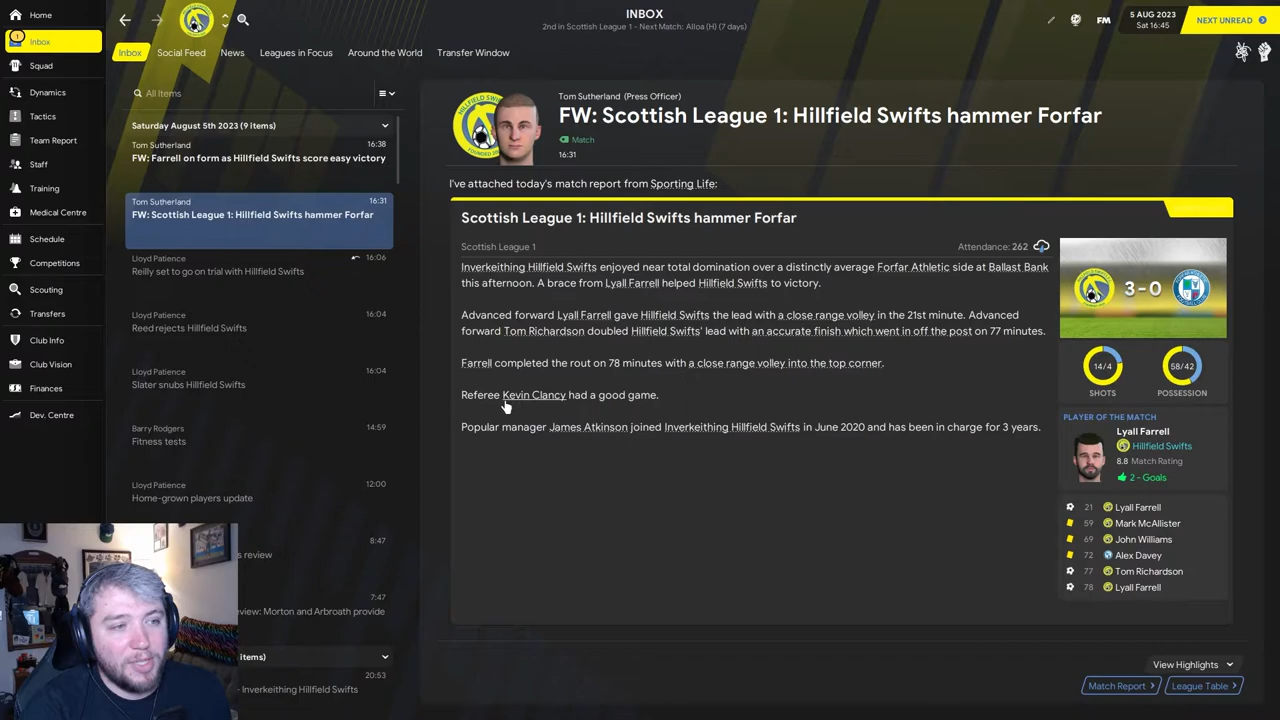 Home
Inbox
Squad
Dynamics
Tactics
Team Report
Staff
Training
Medical Centre
Schedule
Competitions
Scouting
Transfers
Club Info
Club Vision
Finances
Dev. Centre
INBOX
2nd in Scottish League 1 - Next Match: Alloa (H) (7 days)
FM
5 AUG 2023
Sat 16:45
NEXT UNREAD
Inbox
Social Feed
News
Leagues in Focus
Around the World
Transfer Window
All Items
Saturday August 5th 2023 (9 items)
Tom Sutherland 16:38
FW: Farrell on form as Hillfield Swifts score easy victory
Tom Sutherland 16:31
FW: Scottish League 1: Hillfield Swifts hammer Forfar
Lloyd Patience 16:06
Reilly set to go on trial with Hillfield Swifts
Lloyd Patience 16:04
Reed rejects Hillfield Swifts
Lloyd Patience 16:04
Slater snubs Hillfield Swifts
Barry Rodgers 14:59
Fitness tests
Lloyd Patience 12:00
Home-grown players update
8:47
s review
7:47
view: Morton and Arbroath provide
items)
20:53
- Inverkeithing Hillfield Swifts
Tom Sutherland (Press Officer)
FW: Scottish League 1: Hillfield Swifts hammer Forfar
Match
16:31
I've attached today's match report from Sporting Life:
Scottish League 1: Hillfield Swifts hammer Forfar
Scottish League 1
Attendance: 262
Inverkeithing Hillfield Swifts enjoyed near total domination over a distinctly average Forfar Athletic side at Ballast Bank
this afternoon. A brace from Lyall Farrell helped Hillfield Swifts to victory.
Advanced forward Lyall Farrell gave Hillfield Swifts the lead with a close range volley in the 21st minute. Advanced
forward Tom Richardson doubled Hillfield Swifts' lead with an accurate finish which went in off the post on 77 minutes.
Farrell completed the rout on 78 minutes with a close range volley into the top corner.
Referee Kevin Clancy had a good game.
Popular manager James Atkinson joined Inverkeithing Hillfield Swifts in June 2020 and has been in charge for 3 years.
3-0
14/4
SHOTS
58/42
POSSESSION
PLAYER OF THE MATCH
Lyall Farrell
Hillfield Swifts
8.8 Match Rating
2 - Goals
21 Lyall Farrell
59 Mark McAllister
69 John Williams
72 Alex Davey
77 Tom Richardson
78 Lyall Farrell
View Highlights
Match Report
League Table